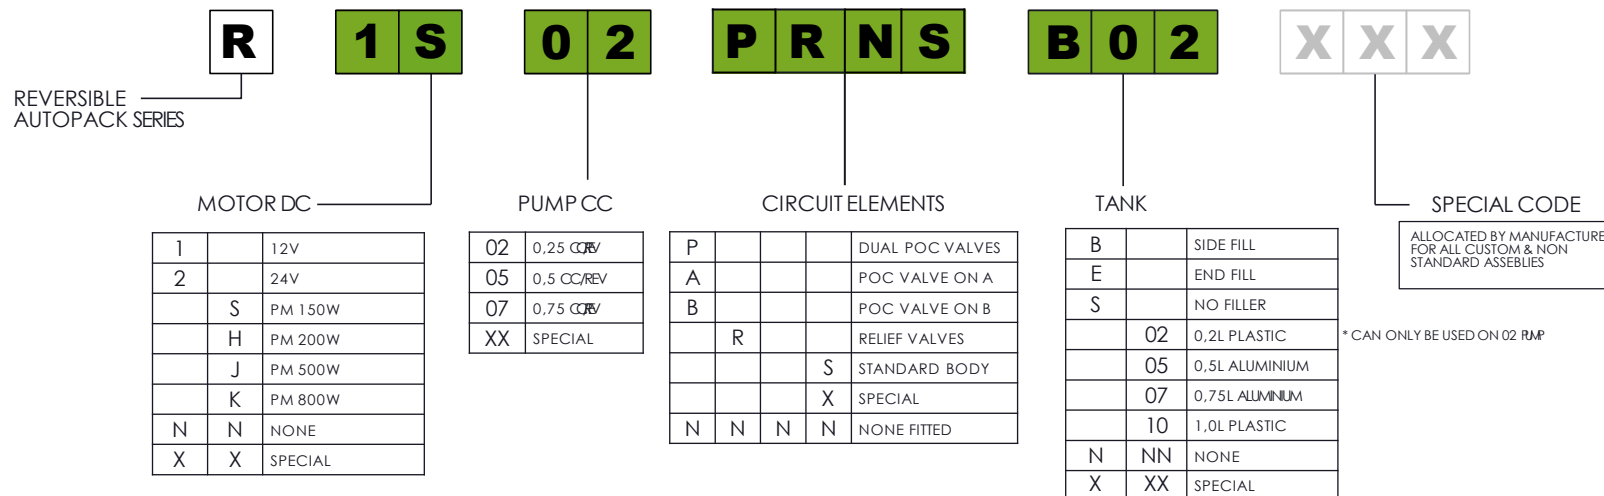 R 1 S 0 2 P R N S B 0 2 X X X
REVERSIBLE
AUTOPACK SERIES
MOTOR DC
1 12V
2 24V
S PM 150W
H PM 200W
J PM 500W
K PM 800W
N N NONE
X X SPECIAL
PUMP CC
02 0,25 CC/REV
05 0,5 CC/REV
07 0,75 CC/REV
XX SPECIAL
CIRCUIT ELEMENTS
P DUAL POC VALVES
A POC VALVE ON A
B POC VALVE ON B
R RELIEF VALVES
S STANDARD BODY
X SPECIAL
N N N N NONE FITTED
TANK
B SIDE FILL
E END FILL
S NO FILLER
02 0,2L PLASTIC * CAN ONLY BE USED ON 02 PUMP
05 0,5L ALUMINIUM
07 0,75L ALUMINIUM
10 1,0L PLASTIC
N NN NONE
X XX SPECIAL
SPECIAL CODE
ALLOCATED BY MANUFACTURE
FOR ALL CUSTOM & NON
STANDARD ASSEBLIES